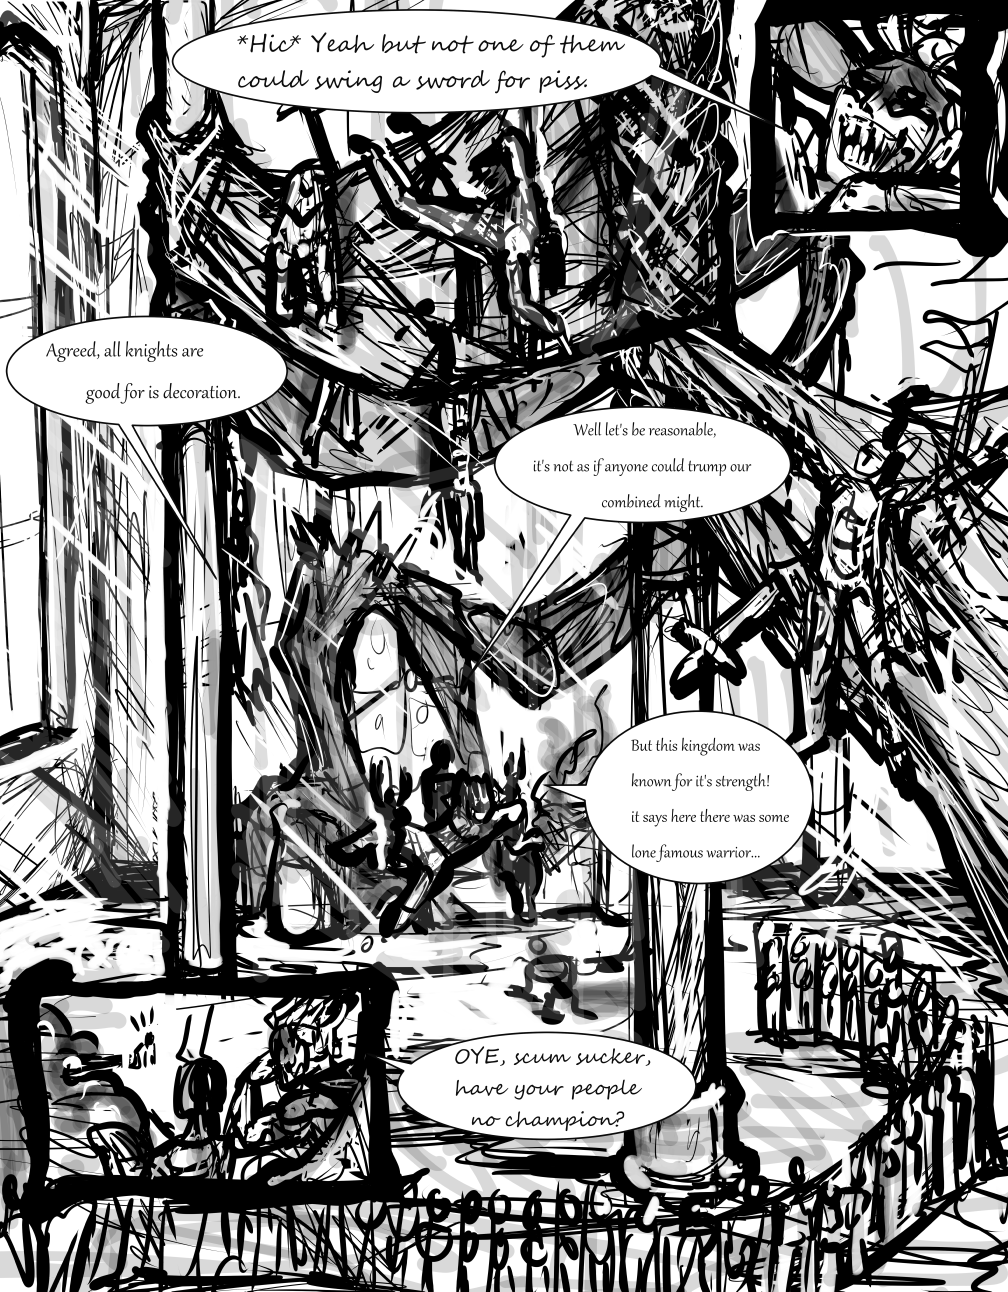 *Hic* Yeah but not one of them
could swing a sword for piss.
Agreed, all knights are
good for is decoration.
Well let's be reasonable,
it's not as if anyone could trump our
combined might.
But this kingdom was
known for it's strength!
it says here there was some
lone famous warrior...
OYE, scum sucker,
have your people
no champion?